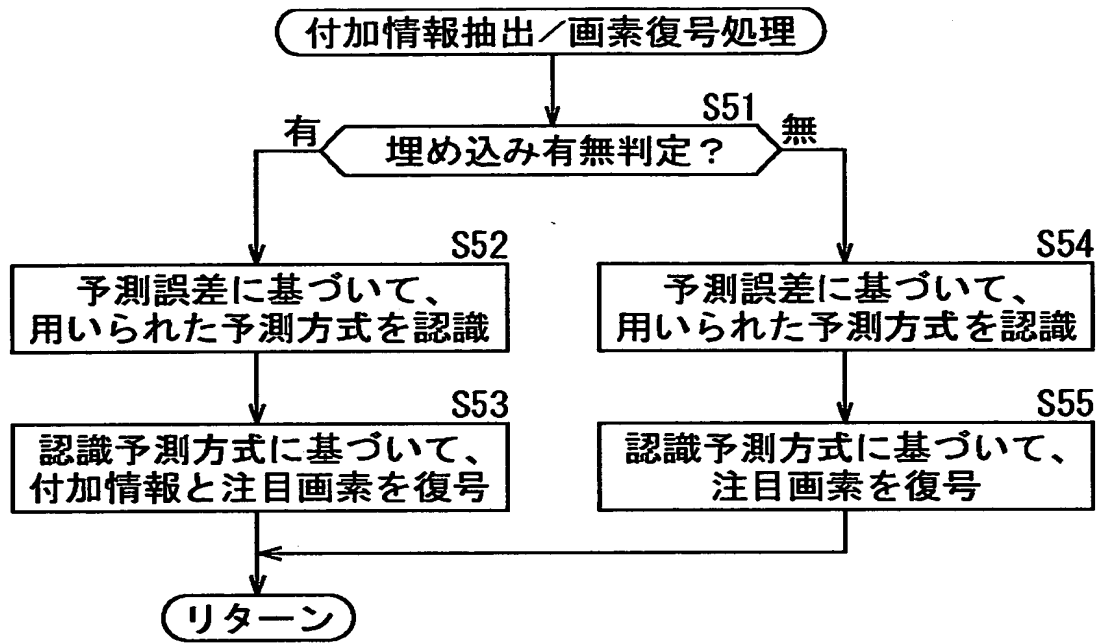 付加情報抽出/画素復号処理
S51
有
埋め込み有無判定?
無
S52
予測誤差に基づいて、
用いられた予測方式を認識
S54
予測誤差に基づいて、
用いられた予測方式を認識
S53
認識予測方式に基づいて、
付加情報と注目画素を復号
S55
認識予測方式に基づいて、
注目画素を復号
リターン